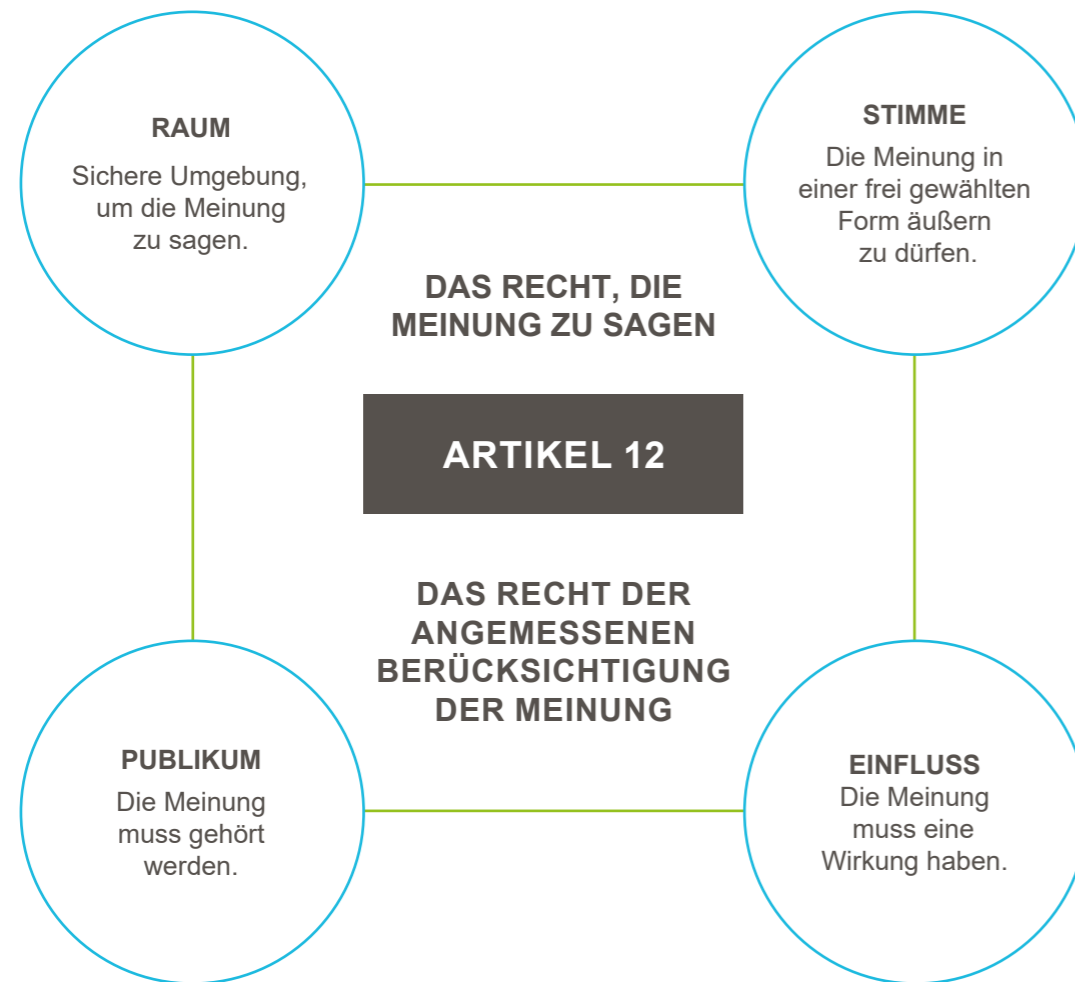 RAUM
Sichere Umgebung,
um die Meinung
zu sagen.
STIMME
Die Meinung in
einer frei gewählten
Form äußern
zu dürfen.
DAS RECHT, DIE
MEINUNG ZU SAGEN
ARTIKEL 12
DAS RECHT DER
ANGEMESSENEN
BERÜCKSICHTIGUNG
DER MEINUNG
PUBLIKUM
Die Meinung
muss gehört
werden.
EINFLUSS
Die Meinung
muss eine
Wirkung haben.